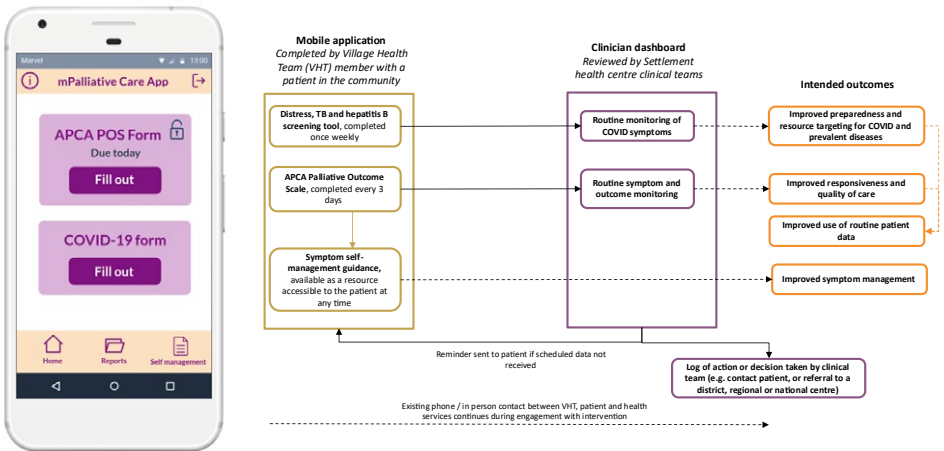 Marvel
13:00
mPalliative Care App
APCA POS Form
Due today
Fill out
COVID-19 form
Fill out
Home
Reports
Self management
Mobile application
Completed by Village Health
Team (VHT) member with a
patient in the community
Distress, TB and hepatitis B
screening tool, completed
once weekly
APCA Palliative Outcome
Scale, completed every 3
days
Symptom self-
management guidance,
available as a resource
accessible to the patient at
any time
Clinician dashboard
Reviewed by Settlement
health centre clinical teams
Routine monitoring of
COVID symptoms
Routine symptom and
outcome monitoring
Intended outcomes
Improved preparedness and
resource targeting for COVID and
prevalent diseases
Improved responsiveness and
quality of care
Improved use of routine patient
data
Improved symptom management
Reminder sent to patient if scheduled data not
received
Log of action or decision taken by clinical
team (e.g. contact patient, or referral to a
district, regional or national centre)
Existing phone / in person contact between VHT, patient and health
services continues during engagement with intervention